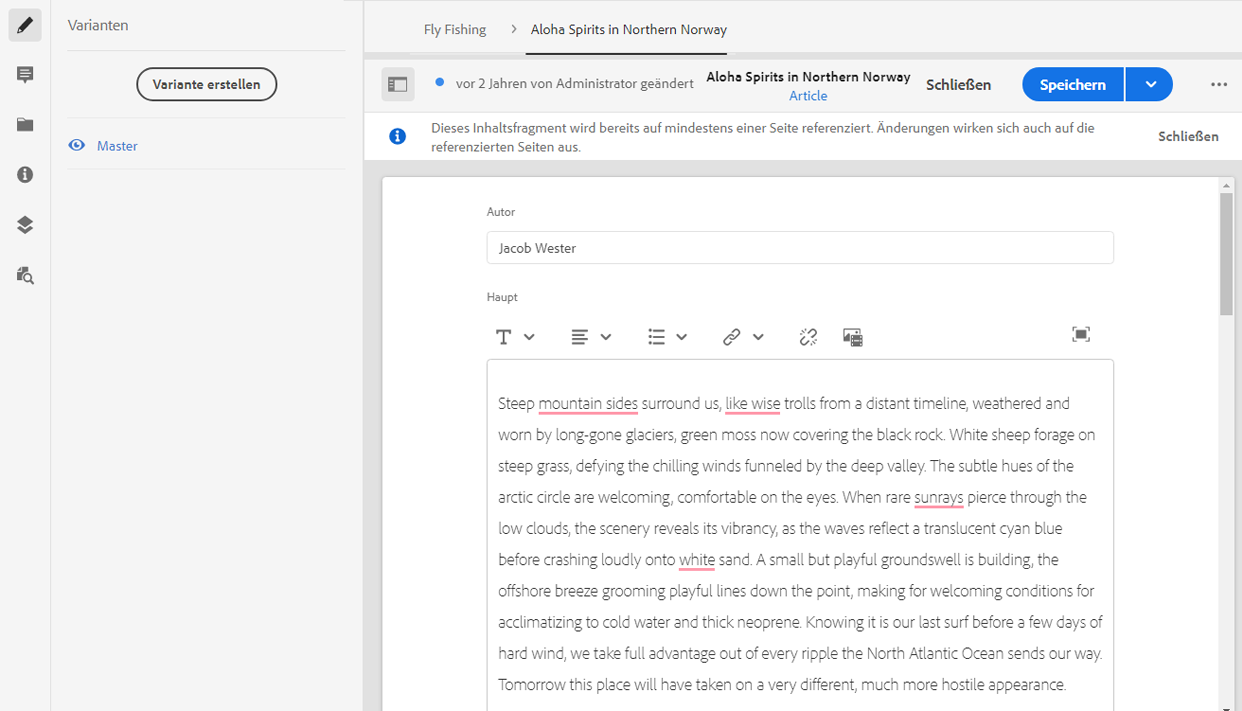 Varianten
Variante erstellen
Master
Fly Fishing
Aloha Spirits in Northern Norway
vor 2 Jahren von Administrator geändert
Aloha Spirits in Northern Norway
Article
Schließen
Speichern
Dieses Inhaltsfragment wird bereits auf mindestens einer Seite referenziert. Änderungen wirken sich auch auf die
referenzierten Seiten aus.
Schließen
Autor
Jacob Wester
Haupt
Steep mountain sides surround us, like wise trolls from a distant timeline, weathered and
worn by long-gone glaciers, green moss now covering the black rock. White sheep forage on
steep grass, defying the chilling winds funneled by the deep valley. The subtle hues of the
arctic circle are welcoming, comfortable on the eyes. When rare sunrays pierce through the
low clouds, the scenery reveals its vibrancy, as the waves reflect a translucent cyan blue
before crashing loudly onto white sand. A small but playful groundswell is building, the
offshore breeze grooming playful lines down the point, making for welcoming conditions for
acclimatizing to cold water and thick neoprene. Knowing it is our last surf before a few days of
hard wind, we take full advantage out of every ripple the North Atlantic Ocean sends our way.
Tomorrow this place will have taken on a very different, much more hostile appearance.